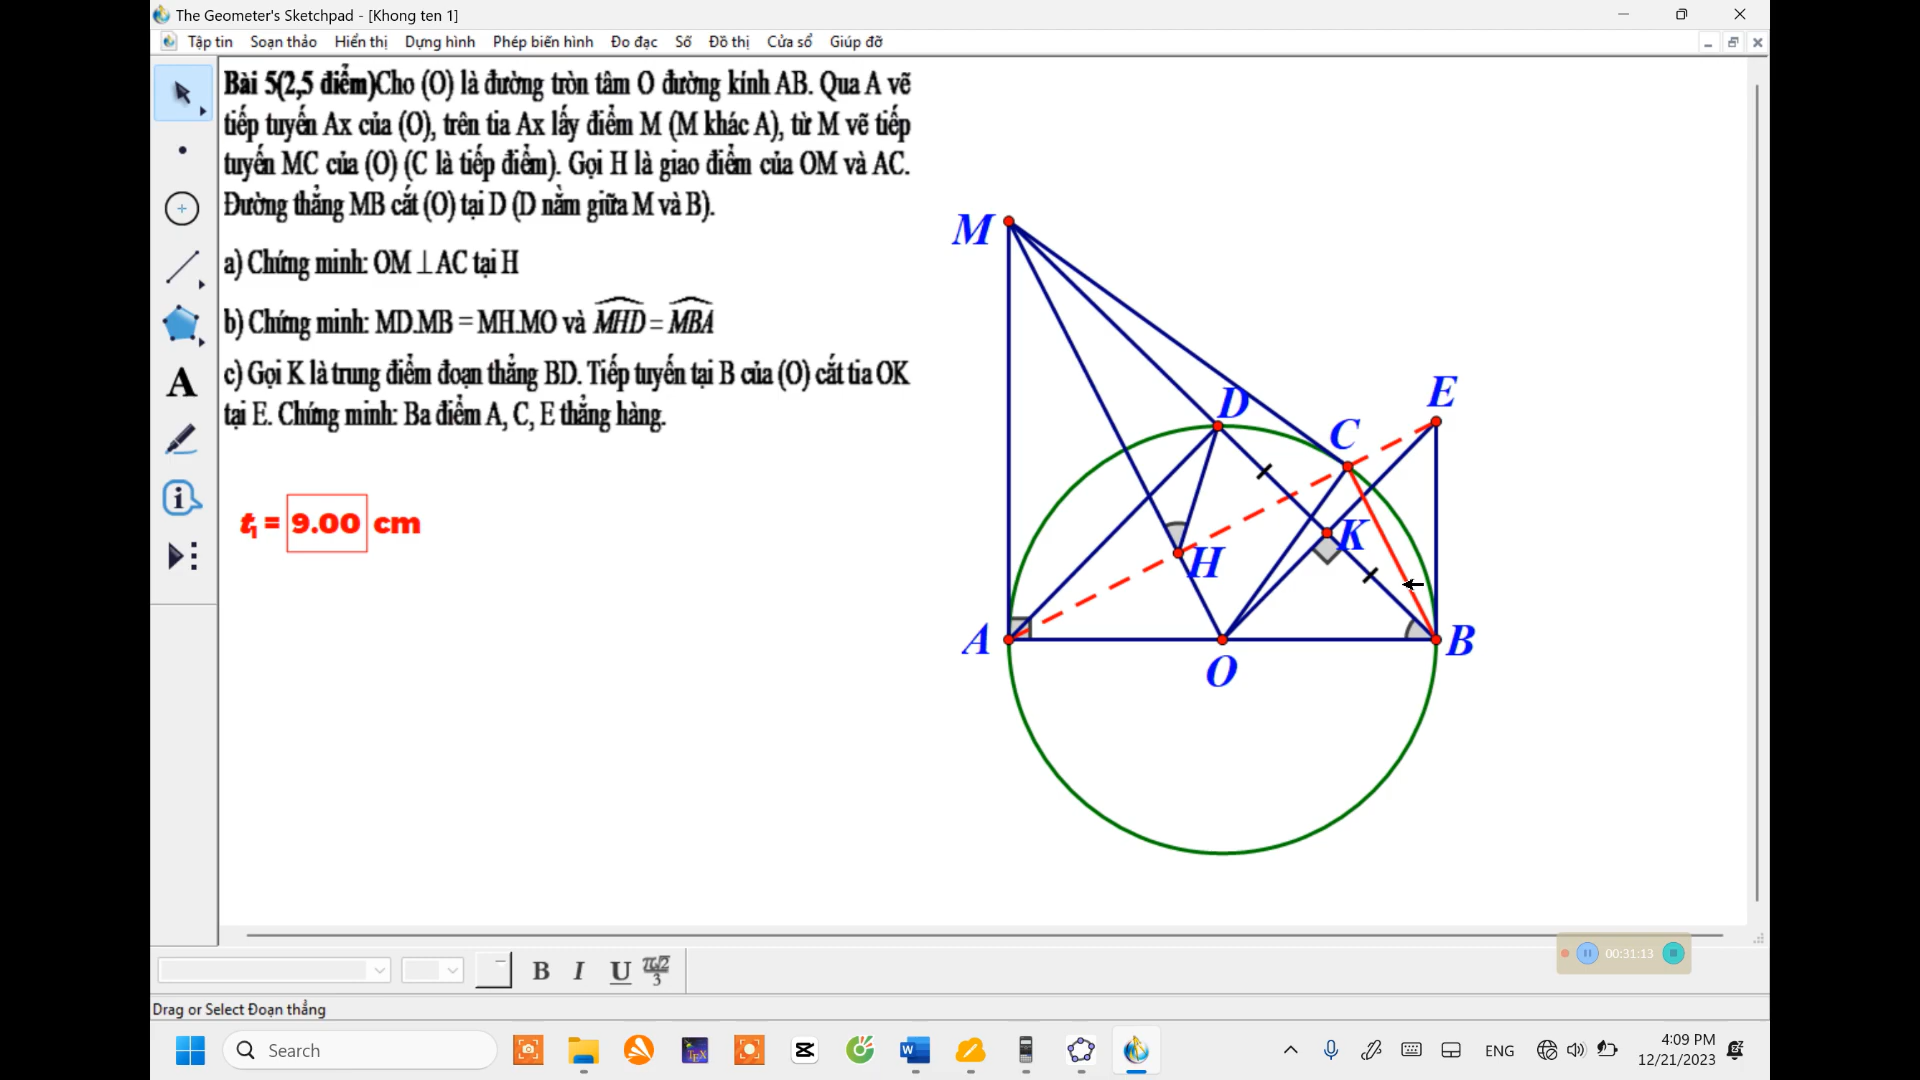 The Geometer's Sketchpad - [Khong ten 1]
Tập tin Soạn thảo Hiển thị Dựng hình Phép biến hình Đo đạc Số Đồ thị Cửa sổ Giúp đỡ
Bài 5(2,5 điểm)Cho (O) là đường tròn tâm O đường kính AB. Qua A vẽ
tiếp tuyến Ax của (O), trên tia Ax lấy điểm M (M khác A), từ M vẽ tiếp
tuyến MC của (O) (C là tiếp điểm). Gọi H là giao điểm của OM và AC.
Đường thẳng MB cắt (O) tại D (D nằm giữa M và B).
a) Chứng minh: OM ⊥ AC tại H
b) Chứng minh: MD.MB = MH.MO và \widehat{MHD} = \widehat{MBA}
c) Gọi K là trung điểm đoạn thẳng BD. Tiếp tuyến tại B của (O) cắt tia OK
tại E. Chứng minh: Ba điểm A, C, E thẳng hàng.
t₁ = 9.00 cm
M
E
D
C
K
H
A
B
O
A
00:31:13
B I U π√2/3
Drag or Select Đoạn thẳng
Search
TEX
W
ENG
4:09 PM
12/21/2023